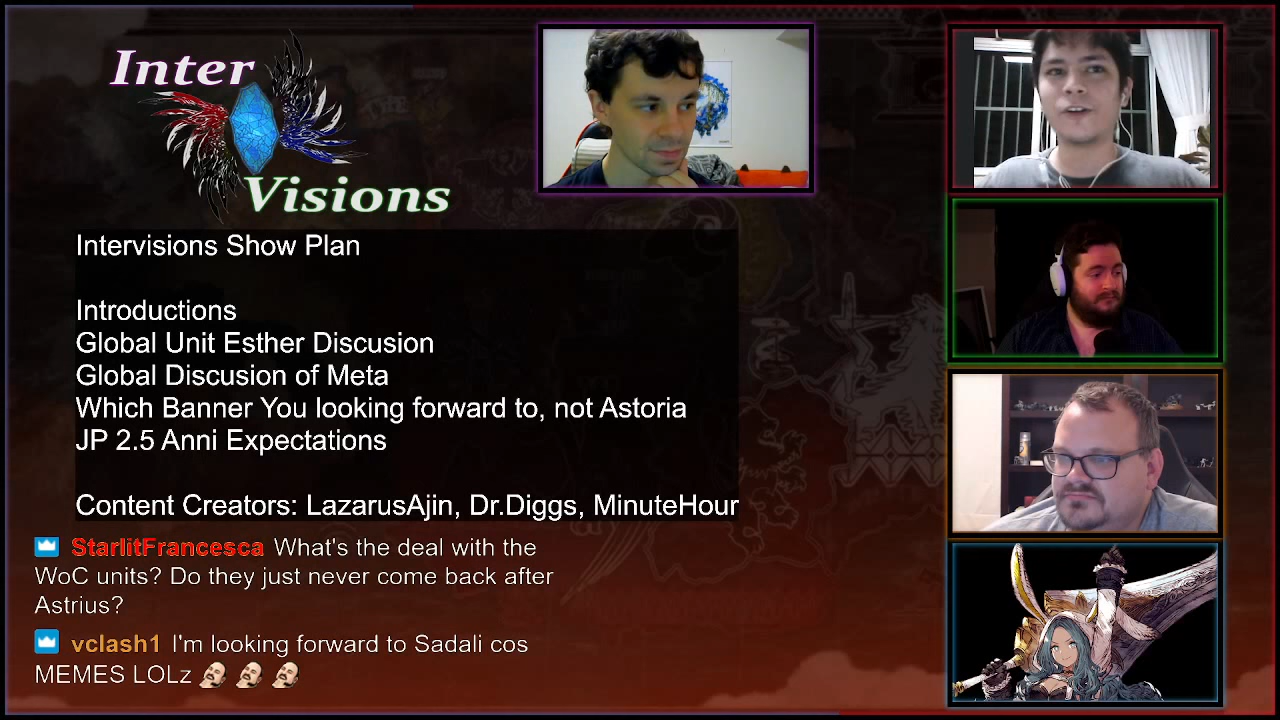 Inter
Visions
Intervisions Show Plan
Introductions
Global Unit Esther Discusion
Global Discusion of Meta
Which Banner You looking forward to, not Astoria
JP 2.5 Anni Expectations
Content Creators: LazarusAjin, Dr.Diggs, MinuteHour
StarlitFrancesca What's the deal with the
WoC units? Do they just never come back after
Astrius?
vclash1 I'm looking forward to Sadali cos
MEMES LOLz